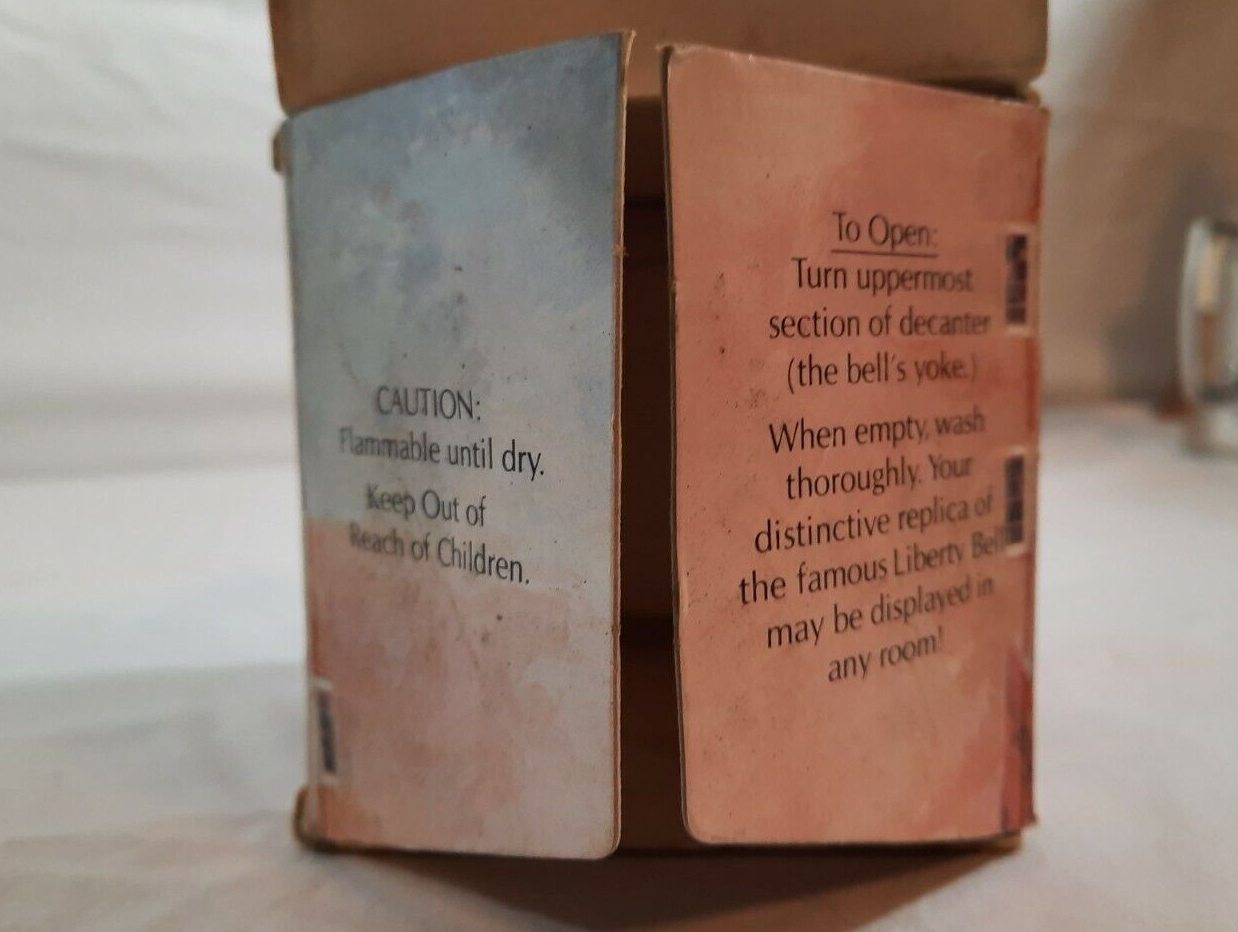 CAUTION:
Flammable until dry.
Keep Out of
Reach of Children.
To Open:
Turn uppermost
section of decanter
(the bell's yoke.)
When empty, wash
thoroughly. Your
distinctive replica of
the famous Liberty Bell
may be displayed in
any room!